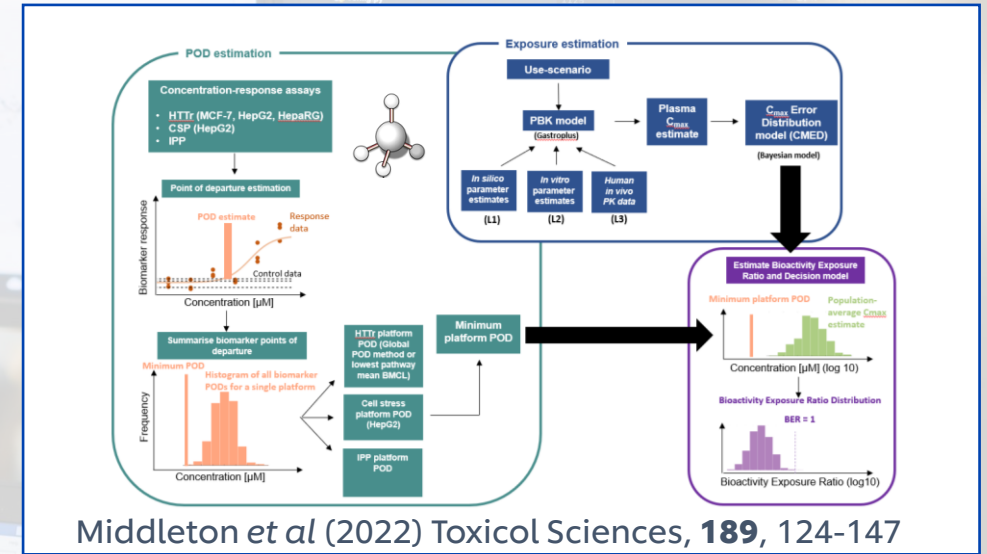 POD estimation
Concentration-response assays
• HTTr (MCF-7, HepG2, HepaRG)
• CSP (HepG2)
• IPP
Point of departure estimation
POD estimate
Response
data
Control data
Biomarker response
Concentration [μM]
Summarise biomarker points of
departure
Minimum POD
Histogram of all biomarker
PODs for a single platform
Frequency
Concentration [μM]
HTTr platform
POD (Global
POD method or
lowest pathway
mean BMCL)
Cell stress
platform POD
(HepG2)
IPP platform
POD
Minimum
platform POD
Exposure estimation
Use-scenario
PBK model
(Gastroplus)
In silico
parameter
estimates
(L1)
In vitro
parameter
estimates
(L2)
Human
in vivo
PK data
(L3)
Plasma
Cmax
estimate
Cmax Error
Distribution
model (CMED)
(Bayesian model)
Estimate Bioactivity Exposure
Ratio and Decision model
Minimum platform POD
Population-
average Cmax
estimate
Concentration [μM] (log 10)
Bioactivity Exposure Ratio Distribution
BER = 1
Bioactivity Exposure Ratio (log10)
Middleton et al (2022) Toxicol Sciences, 189, 124-147